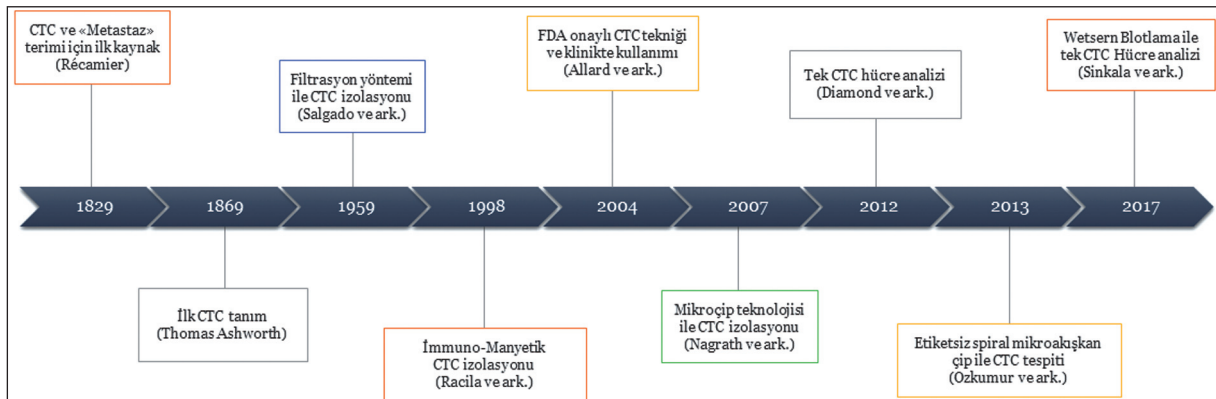 CTC ve «Metastaz»
terimi için ilk kaynak
(Récamier)
Filtrasyon yöntemi
ile CTC izolasyonu
(Salgado ve ark.)
FDA onaylı CTC tekniği
ve klinikte kullanımı
(Allard ve ark.)
Tek CTC hücre analizi
(Diamond ve ark.)
Wetsern Blotlama ile
tek CTC Hücre analizi
(Sinkala ve ark.)
1829 1869 1959 1998 2004 2007 2012 2013 2017
İlk CTC tanım
(Thomas Ashworth)
İmmuno-Manyetik
CTC izolasyonu
(Racila ve ark.)
Mikroçip teknolojisi
ile CTC izolasyonu
(Nagrath ve ark.)
Etiketsiz spiral mikroakışkan
çip ile CTC tespiti
(Ozkumur ve ark.)